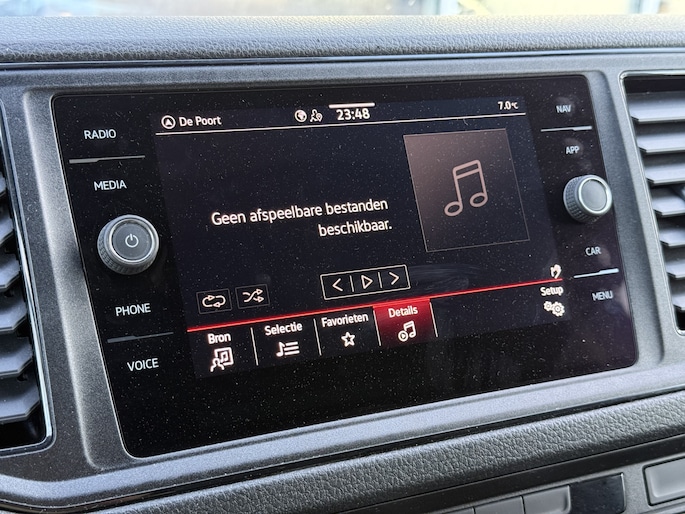 RADIO
MEDIA
PHONE
VOICE
De Poort
23:48
7.0°C
Geen afspeelbare bestanden
beschikbaar.
Bron
Selectie
Favorieten
Details
Setup
NAV
APP
CAR
MENU